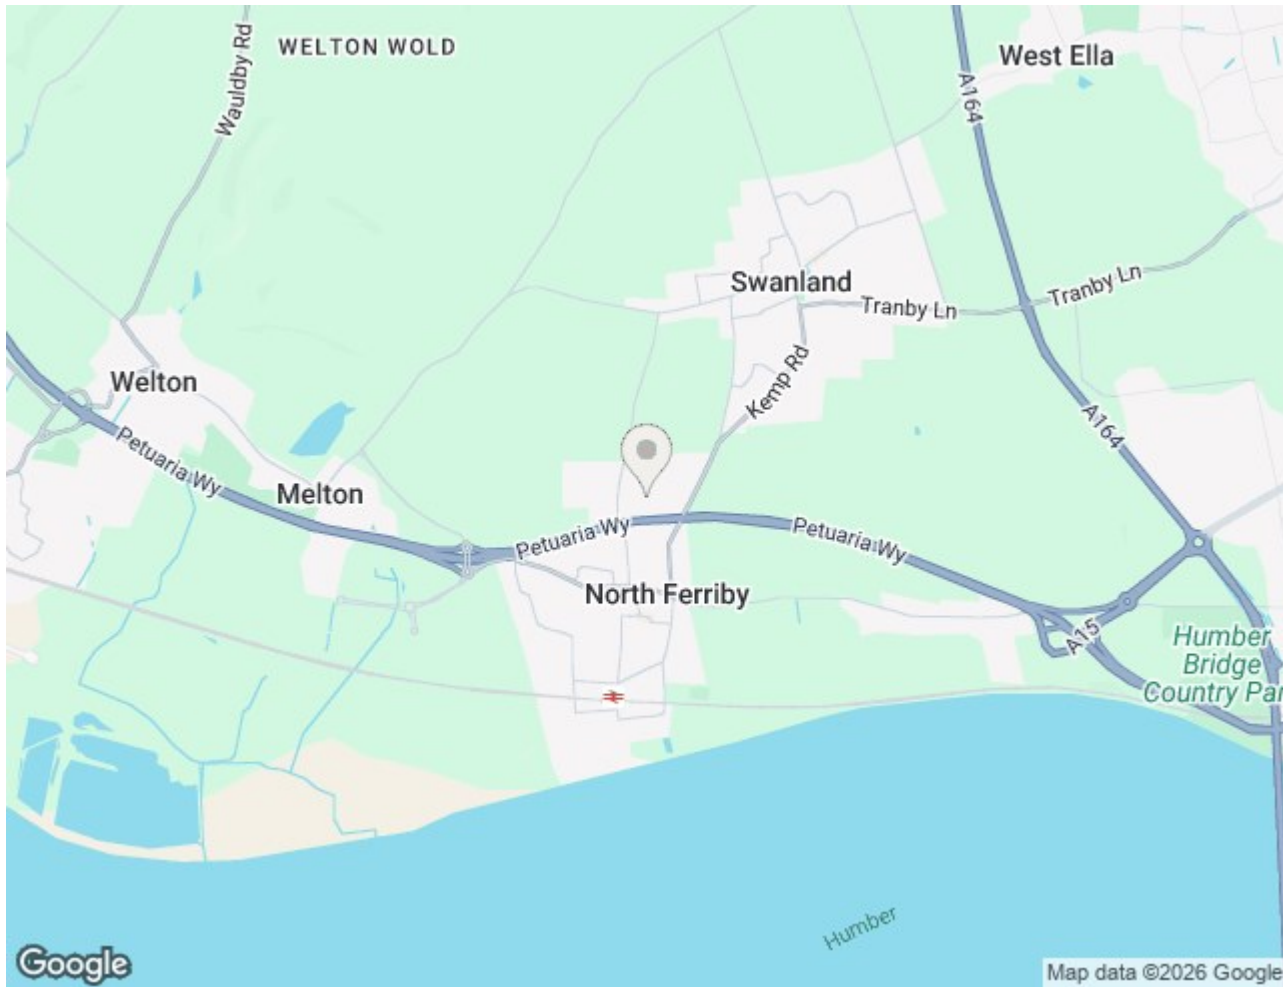 WELTON WOLD
Wauldby Rd
West Ella
A164
Swanland
Tranby Ln
Tranby Ln
Kemp Rd
Welton
Petuaria Wy
A164
Melton
Petuaria Wy
Petuaria Wy
North Ferriby
A15
Humber
Bridge
Country Par
Humber
Google
Map data ©2026 Google